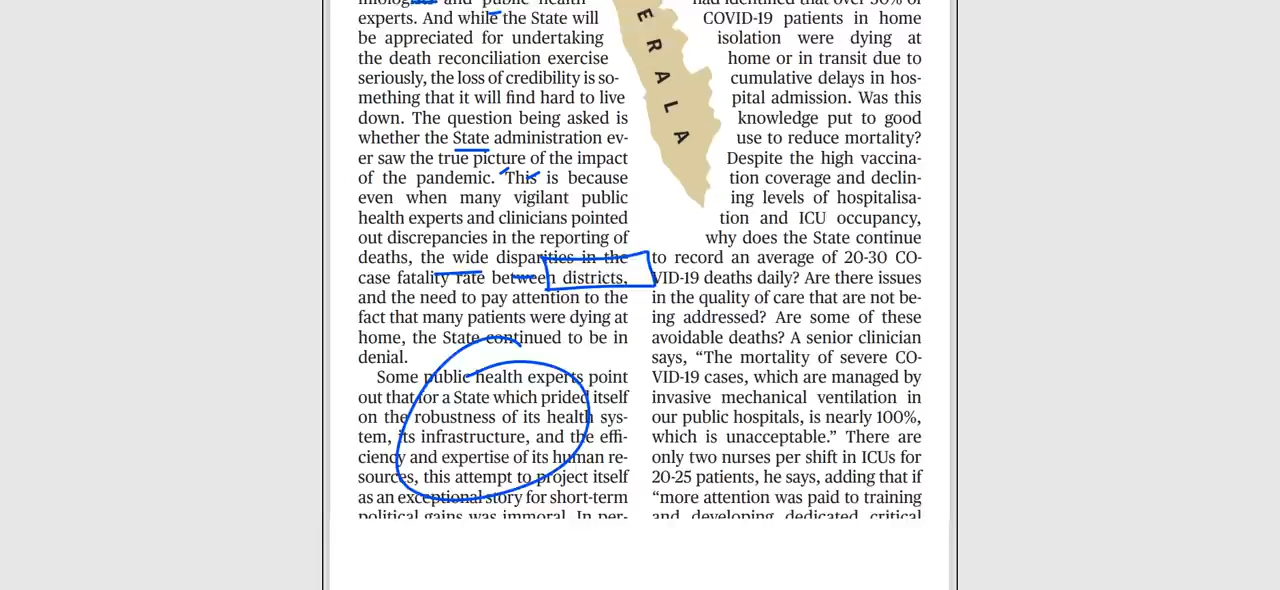 experts. And while the State will
be appreciated for undertaking
the death reconciliation exercise
seriously, the loss of credibility is so-
mething that it will find hard to live
down. The question being asked is
whether the State administration ev-
er saw the true picture of the impact
of the pandemic. This is because
even when many vigilant public
health experts and clinicians pointed
out discrepancies in the reporting of
deaths, the wide disparities in the
case fatality rate between districts,
and the need to pay attention to the
fact that many patients were dying at
home, the State continued to be in
denial.
Some public health experts point
out that for a State which prided itself
on the robustness of its health sys-
tem, its infrastructure, and the effi-
ciency and expertise of its human re-
sources, this attempt to project itself
as an exceptional story for short-term
political gains was immoral. In per-
ERALA
had identified that over 30% of
COVID-19 patients in home
isolation were dying at
home or in transit due to
cumulative delays in hos-
pital admission. Was this
knowledge put to good
use to reduce mortality?
Despite the high vaccina-
tion coverage and declin-
ing levels of hospitalisa-
tion and ICU occupancy,
why does the State continue
to record an average of 20-30 CO-
VID-19 deaths daily? Are there issues
in the quality of care that are not be-
ing addressed? Are some of these
avoidable deaths? A senior clinician
says, “The mortality of severe CO-
VID-19 cases, which are managed by
invasive mechanical ventilation in
our public hospitals, is nearly 100%,
which is unacceptable.” There are
only two nurses per shift in ICUs for
20-25 patients, he says, adding that if
“more attention was paid to training
and developing dedicated critical